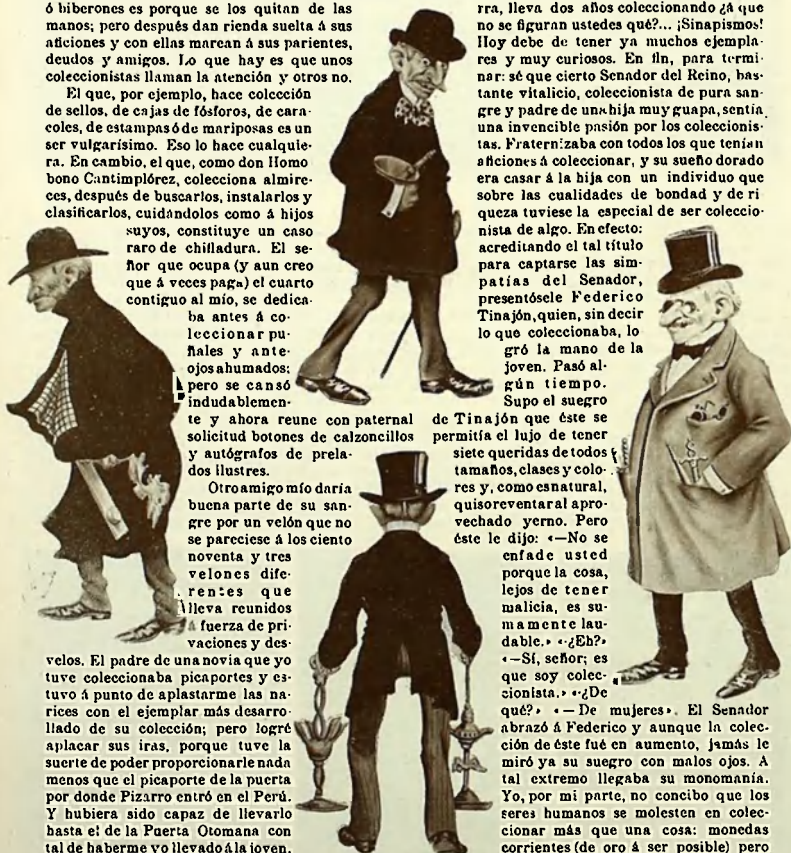 ó biberones es porque se los quitan de las
manos; pero después dan rienda suelta á sus
aficiones y con ellas marean á sus parientes,
deudos y amigos. Lo que hay es que unos
coleccionistas llaman la atención y otros no.
El que, por ejemplo, hace colección
de sellos, de cajas de fósforos, de cara-
coles, de estampas ó de mariposas es un
ser vulgarísimo. Eso lo hace cualquie-
ra. En cambio, el que, como don Homo
bono Cantimplórez, colecciona almire-
ces, después de buscarlos, instalarlos y
clasificarlos, cuidándolos como á hijos
suyos, constituye un caso
raro de chilladura. El se-
ñor que ocupa (y aun creo
que á veces paga) el cuarto
contiguo al mío, se dedica-
ba antes á co-
leccionar pu-
ñales y ante-
ojos ahumados;
pero se cansó
indudablemen-
te y ahora reune con paternal
solicitud botones de calzoncillos
y autógrafos de prela-
dos ilustres.
Otro amigo mío daría
buena parte de su san-
gre por un velón que no
se pareciese á los ciento
noventa y tres
velones dife-
rentes que
lleva reunidos
á fuerza de pri-
vaciones y des-
velos. El padre de una novia que yo
tuve coleccionaba picaportes y es-
tuvo á punto de aplastarme las na-
rices con el ejemplar más desarro-
llado de su colección; pero logré
aplacar sus iras, porque tuve la
suerte de poder proporcionarle nada
menos que el picaporte de la puerta
por donde Pizarro entró en el Perú.
Y hubiera sido capaz de llevarlo
hasta el de la Puerta Otomana con
tal de haberme yo llevado á la joven.
rra, lleva dos años coleccionando ¿á que
no se figuran ustedes qué?... ¡Sinapismos!
Hoy debe de tener ya muchos ejempla-
res y muy curiosos. En fin, para termi-
nar: sé que cierto Senador del Reino, bas-
tante vitalicio, coleccionista de pura san-
gre y padre de una hija muy guapa, sentía
una invencible pasión por los coleccionis-
tas. Fraternizaba con todos los que tenían
aficiones á coleccionar, y su sueño dorado
era casar á la hija con un individuo que
sobre las cualidades de bondad y de ri
queza tuviese la especial de ser coleccio-
nista de algo. En efecto:
acreditando el tal título
para captarse las sim-
patías del Senador,
presentósele Federico
Tinajón, quien, sin decir
lo que coleccionaba, lo
gró la mano de la
joven. Pasó al-
gún tiempo.
Supo el suegro
de Tinajón que éste se
permitía el lujo de tener
siete queridas de todos
tamaños, clases y colo-
res y, como es natural,
quiso reventar al apro-
vechado yerno. Pero
éste le dijo: «—No se
enfade usted
porque la cosa,
lejos de tener
malicia, es su-
mamente lau-
dable.» «¿Eh?»
«—Sí, señor; es
que soy colec-
cionista.» «¿De
qué?» «—De mujeres». El Senador
abrazó á Federico y aunque la colec-
ción de éste fué en aumento, jamás le
miró ya su suegro con malos ojos. A
tal extremo llegaba su monomanía.
Yo, por mi parte, no concibo que los
seres humanos se molesten en colec-
cionar más que una cosa: monedas
corrientes (de oro á ser posible) pero